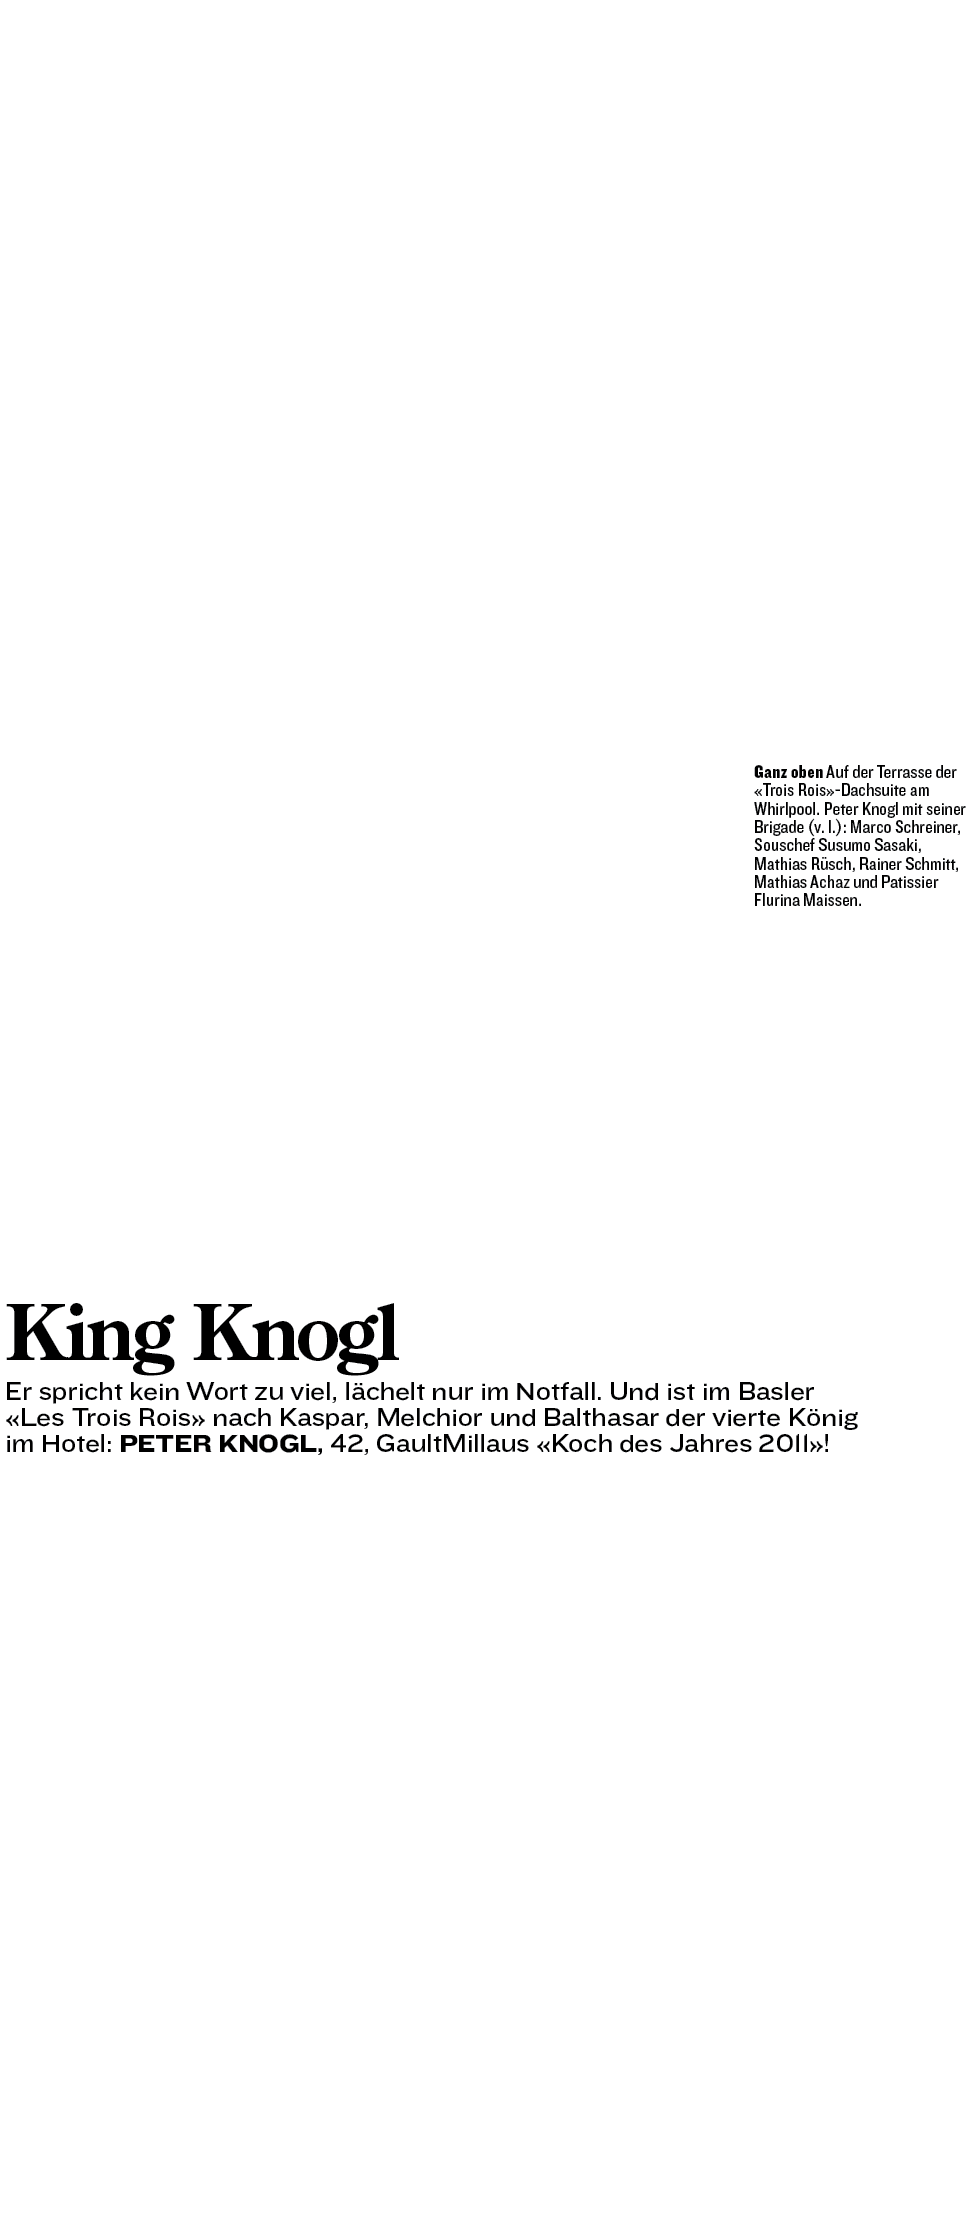 Ganz oben Auf der Terrasse der
«Trois Rois»-Dachsuite am
Whirlpool. Peter Knogl mit seiner
Brigade (v. l.): Marco Schreiner,
Souschef Susumo Sasaki,
Mathias Rüsch, Rainer Schmitt,
Mathias Achaz und Patissier
Flurina Maissen.
King Knogl
Er spricht kein Wort zu viel, lächelt nur im Notfall. Und ist im Basler
«Les Trois Rois» nach Kaspar, Melchior und Balthasar der vierte König
im Hotel: PETER KNOGL, 42, GaultMillaus «Koch des Jahres 2011»!